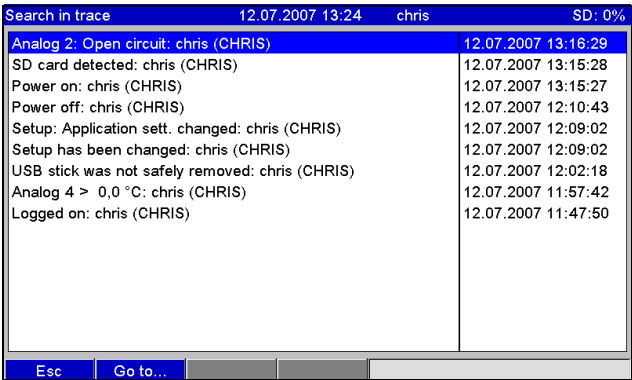 Search in trace 12.07.2007 13:24 chris SD: 0%
Analog 2: Open circuit: chris (CHRIS) 12.07.2007 13:16:29
SD card detected: chris (CHRIS) 12.07.2007 13:15:28
Power on: chris (CHRIS) 12.07.2007 13:15:27
Power off: chris (CHRIS) 12.07.2007 12:10:43
Setup: Application sett. changed: chris (CHRIS) 12.07.2007 12:09:02
Setup has been changed: chris (CHRIS) 12.07.2007 12:09:02
USB stick was not safely removed: chris (CHRIS) 12.07.2007 12:02:18
Analog 4 > 0,0 °C: chris (CHRIS) 12.07.2007 11:57:42
Logged on: chris (CHRIS) 12.07.2007 11:47:50
Esc Go to...